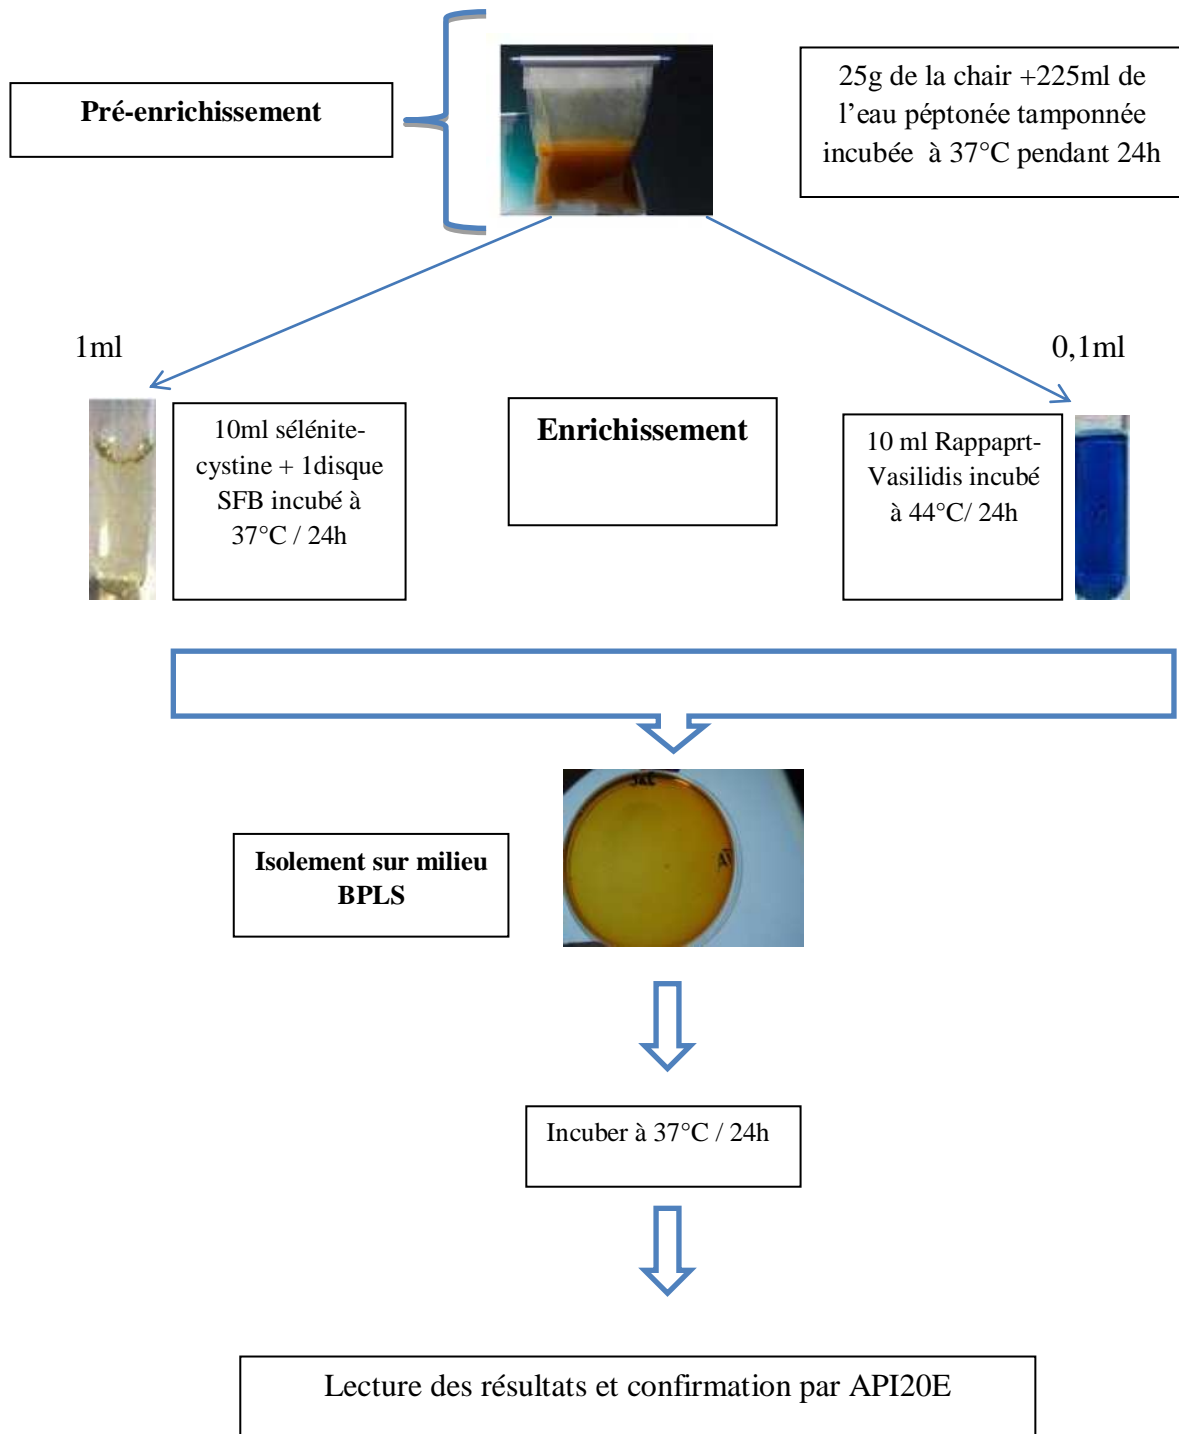 Pré-enrichissement
25g de la chair +225ml de
l’eau péptonée tamponnée
incubée à 37°C pendant 24h
1ml
0,1ml
10ml sélénite-
cystine + 1disque
SFB incubé à
37°C / 24h
Enrichissement
10 ml Rappaprt-
Vasilidis incubé
à 44°C/ 24h
Isolement sur milieu
BPLS
Incuber à 37°C / 24h
Lecture des résultats et confirmation par API20E